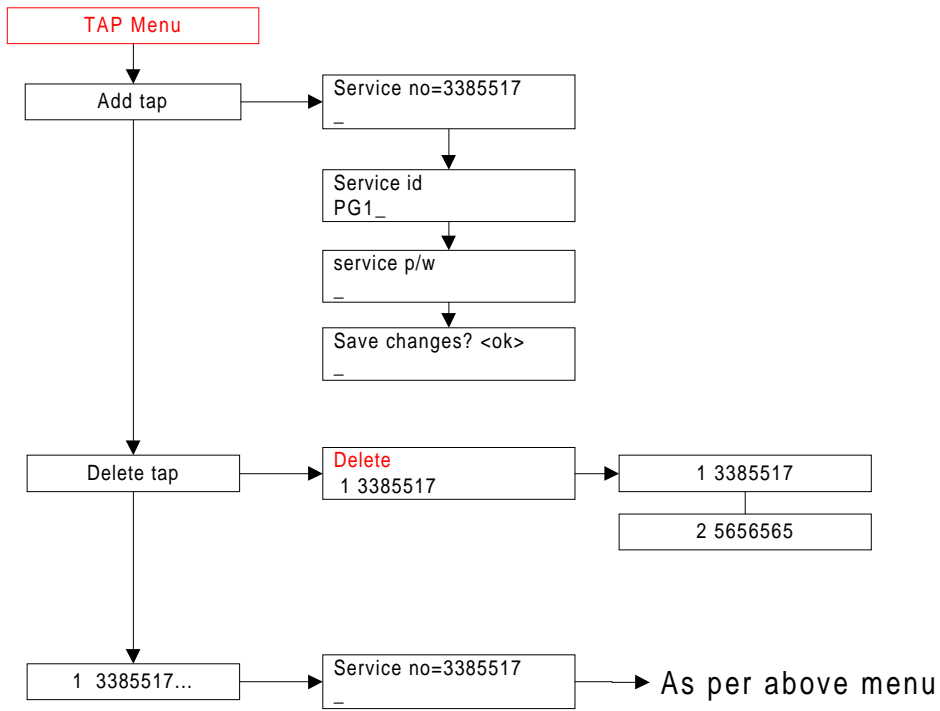 TAP Menu
Add tap
Service no=3385517
_
Service id
PG1_
service p/w
_
Save changes? <ok>
_
Delete tap
Delete
1 3385517
1 3385517
2 5656565
1 3385517...
Service no=3385517
_
As per above menu